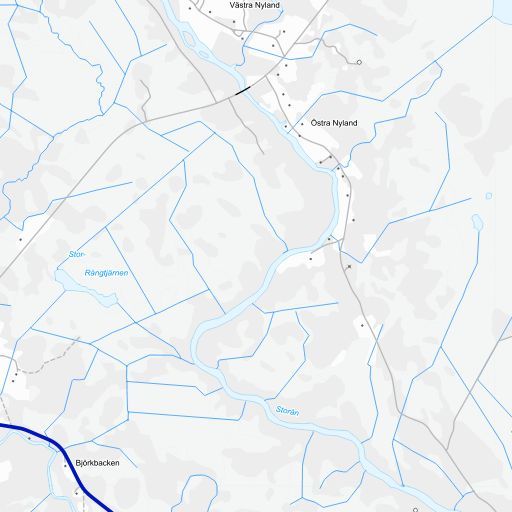 Västra Nyland
Östra Nyland
Stor-
Rångtjärnen
Storån
Björkbacken